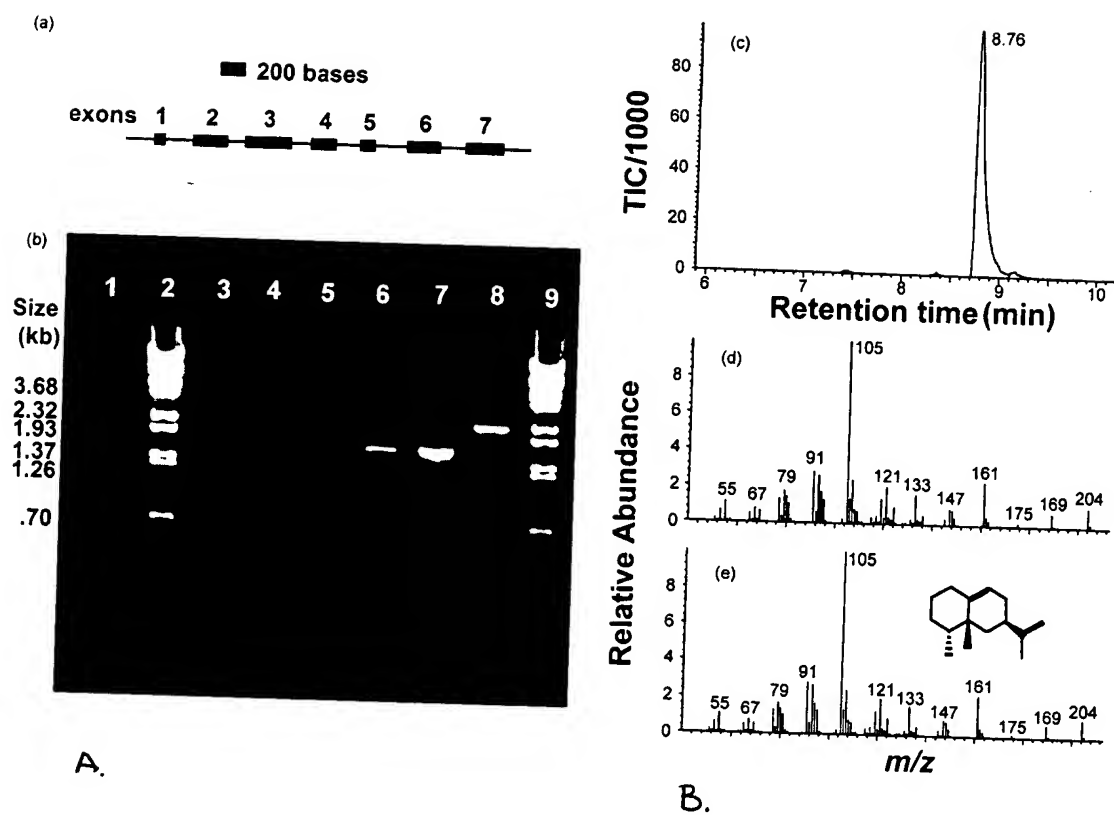 (a)
200 bases
exons 1 2 3 4 5 6 7
(b)
1 2 3 4 5 6 7 8 9
Size
(kb)
3.68
2.32
1.93
1.37
1.26
.70
A.
(c)
8.76
TIC/1000
80
60
40
20
0
6 7 8 9 10
Retention time (min)
(d)
105
Relative Abundance
8
6
4
2
0
55 67 79 91 121 133 147 161 175 169 204
(e)
105
8
6
4
2
0
55 67 79 91 121 133 147 161 175 169 204
m/z
B.